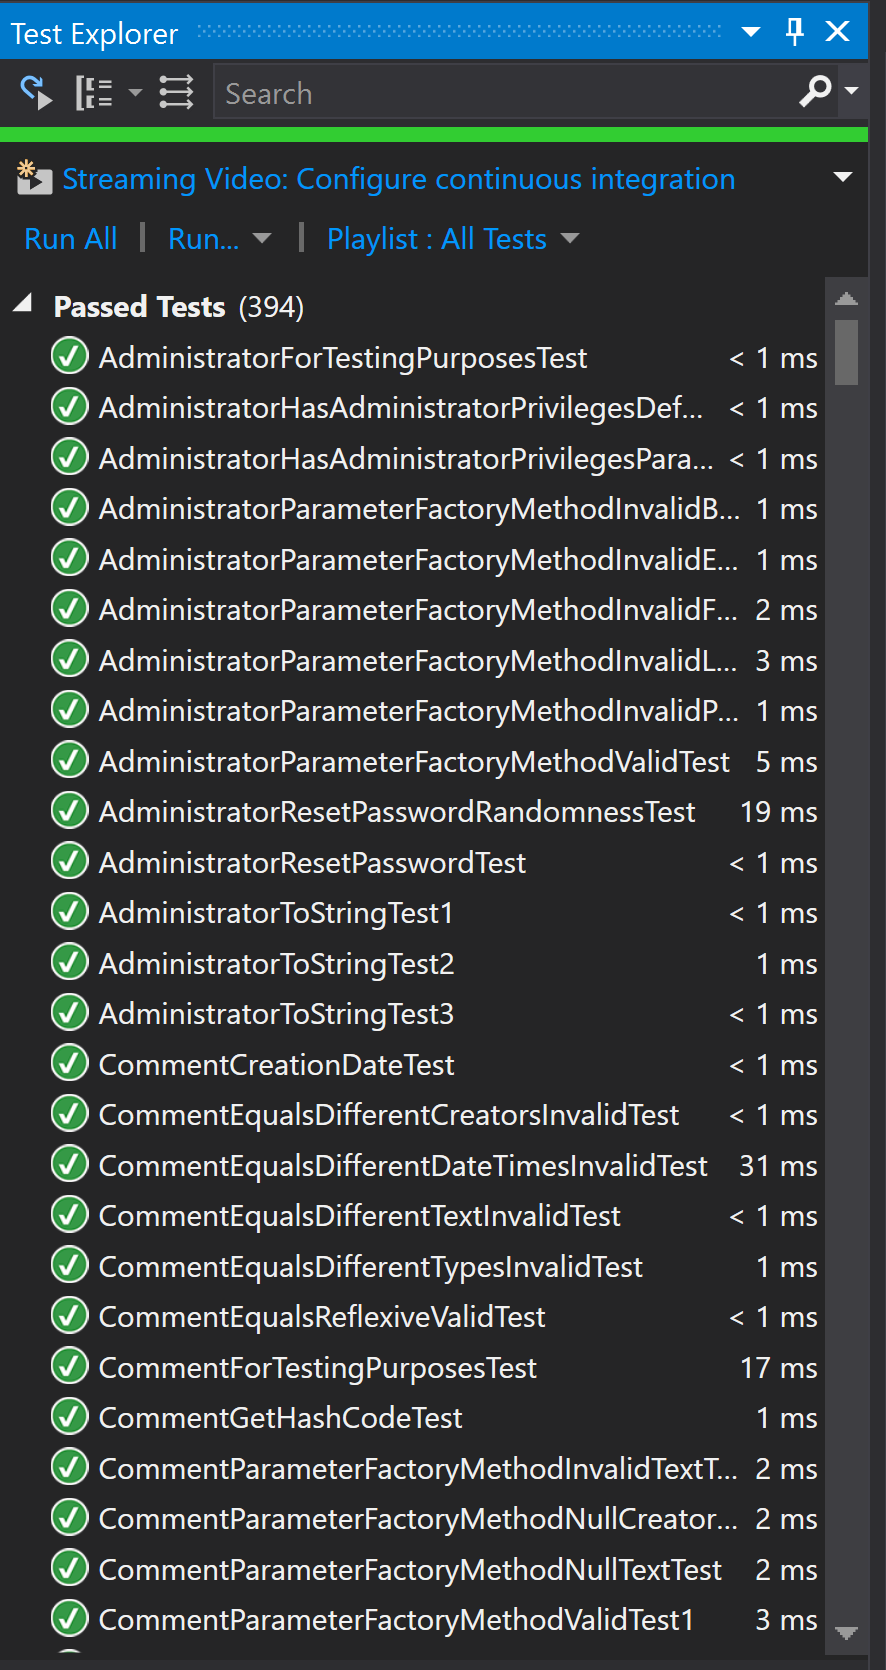 Test Explorer
Search
Streaming Video: Configure continuous integration
Run All | Run... | Playlist : All Tests
Passed Tests (394)
AdministratorForTestingPurposesTest < 1 ms
AdministratorHasAdministratorPrivilegesDef... < 1 ms
AdministratorHasAdministratorPrivilegesPara... < 1 ms
AdministratorParameterFactoryMethodInvalidB... 1 ms
AdministratorParameterFactoryMethodInvalidE... 1 ms
AdministratorParameterFactoryMethodInvalidF... 2 ms
AdministratorParameterFactoryMethodInvalidL... 3 ms
AdministratorParameterFactoryMethodInvalidP... 1 ms
AdministratorParameterFactoryMethodValidTest 5 ms
AdministratorResetPasswordRandomnessTest 19 ms
AdministratorResetPasswordTest < 1 ms
AdministratorToStringTest1 < 1 ms
AdministratorToStringTest2 1 ms
AdministratorToStringTest3 < 1 ms
CommentCreationDateTest < 1 ms
CommentEqualsDifferentCreatorsInvalidTest < 1 ms
CommentEqualsDifferentDateTimesInvalidTest 31 ms
CommentEqualsDifferentTextInvalidTest < 1 ms
CommentEqualsDifferentTypesInvalidTest 1 ms
CommentEqualsReflexiveValidTest < 1 ms
CommentForTestingPurposesTest 17 ms
CommentGetHashCodeTest 1 ms
CommentParameterFactoryMethodInvalidTextT... 2 ms
CommentParameterFactoryMethodNullCreator... 2 ms
CommentParameterFactoryMethodNullTextTest 2 ms
CommentParameterFactoryMethodValidTest1 3 ms